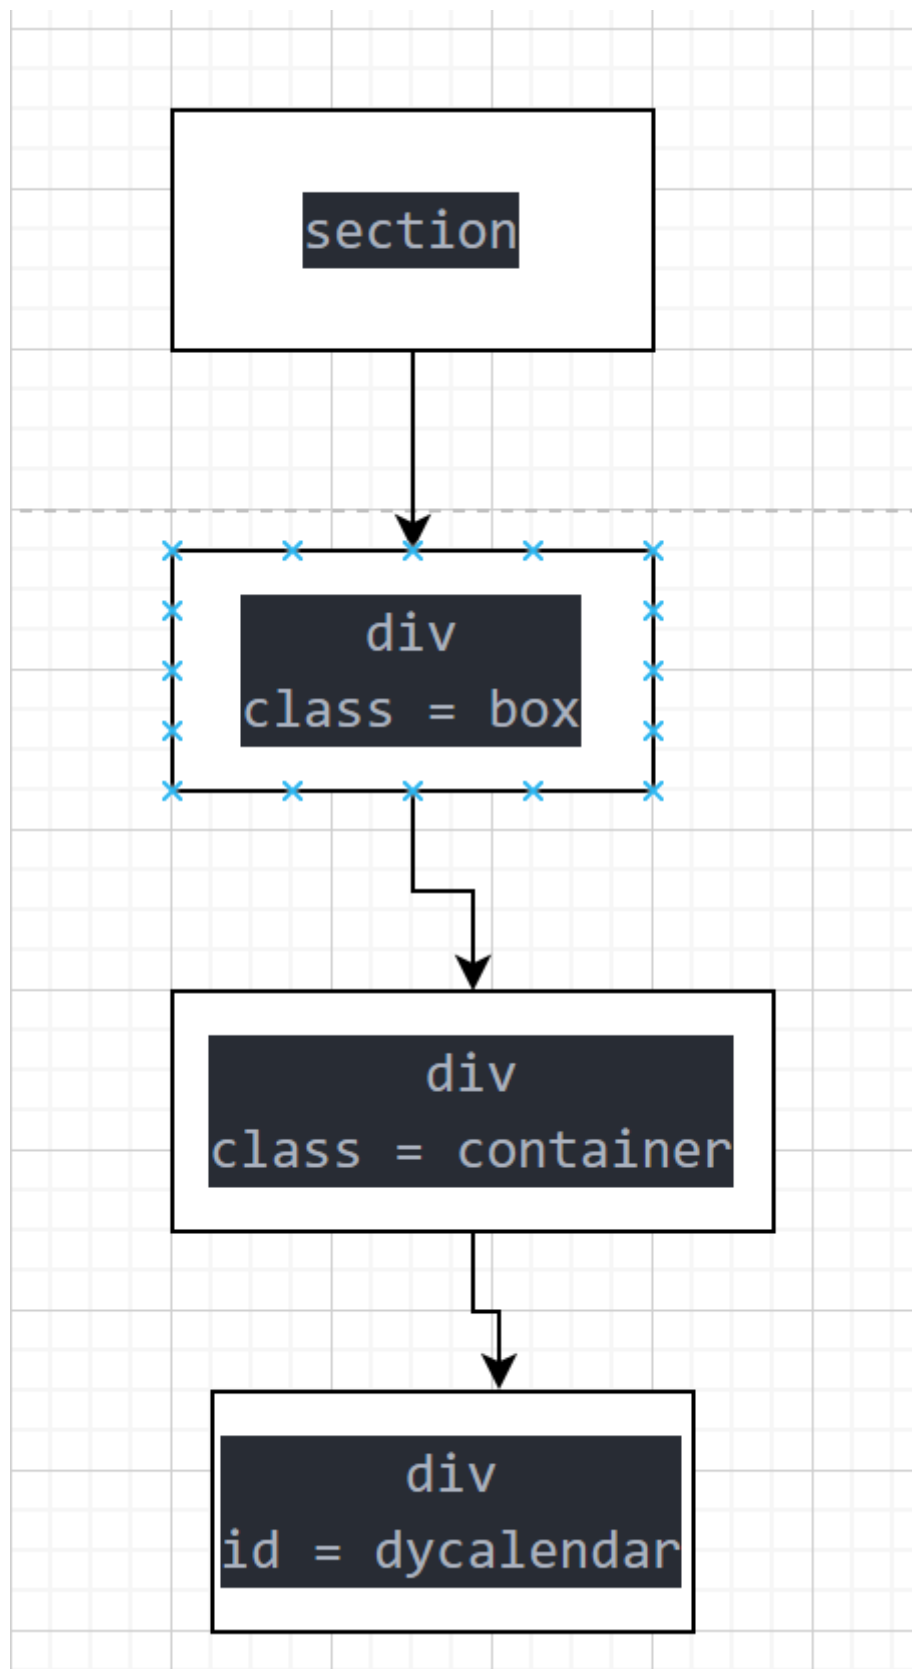 section
div
class = box
div
class = container
div
id = dycalendar